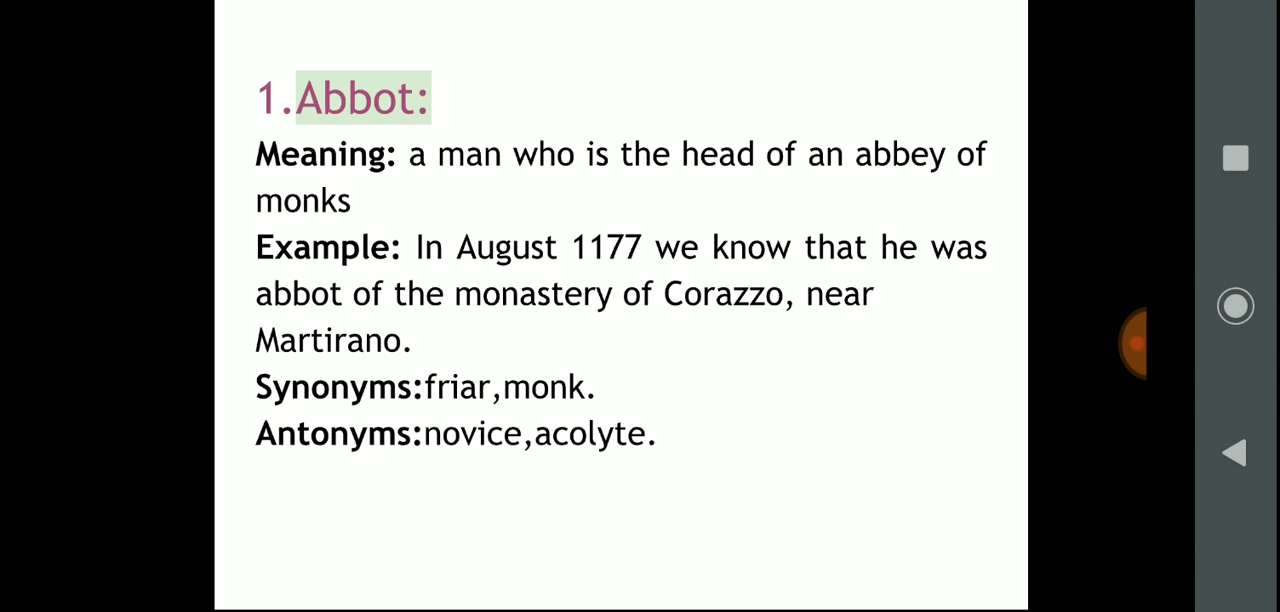 1.Abbot:
Meaning: a man who is the head of an abbey of
monks
Example: In August 1177 we know that he was
abbot of the monastery of Corazzo, near
Martirano.
Synonyms:friar,monk.
Antonyms:novice,acolyte.